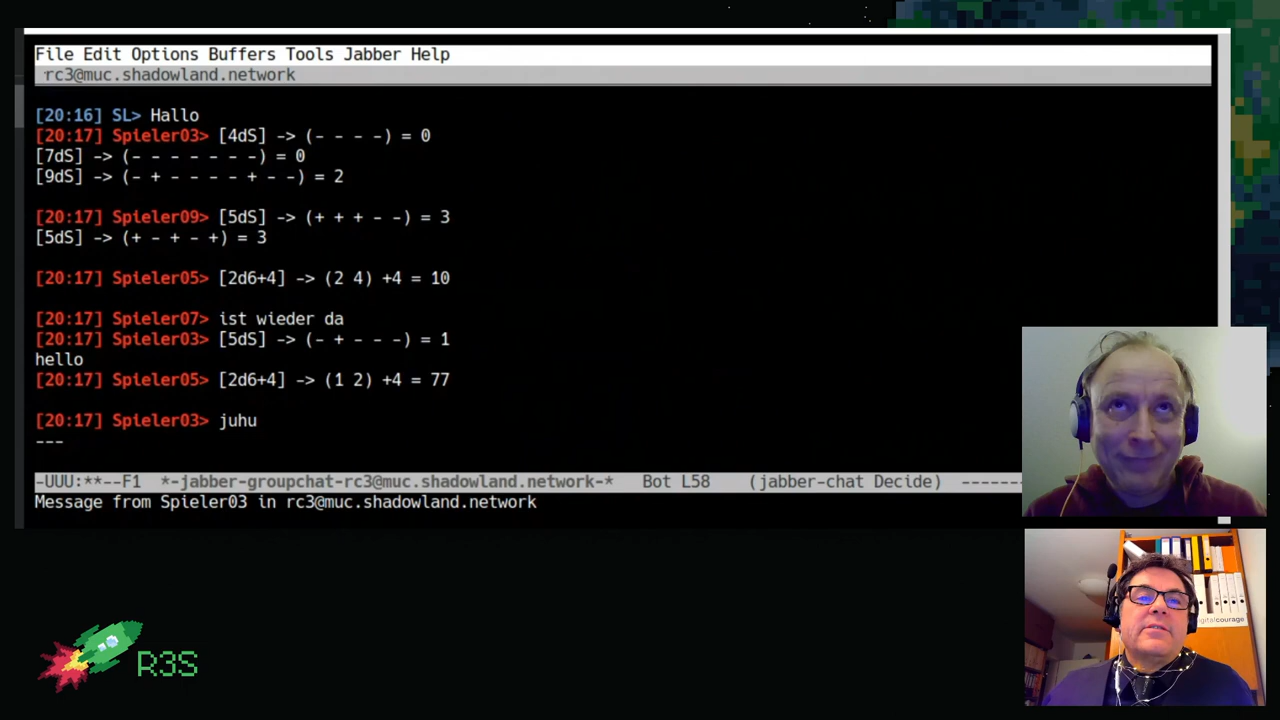 File Edit Options Buffers Tools Jabber Help
rc3@muc.shadowland.network
[20:16] SL> Hallo
[20:17] Spieler03> [4dS] -> (- - - -) = 0
[7dS] -> (- - - - - - -) = 0
[9dS] -> (- + - - - - + - -) = 2
[20:17] Spieler09> [5dS] -> (+ + + - -) = 3
[5dS] -> (+ - + - +) = 3
[20:17] Spieler05> [2d6+4] -> (2 4) +4 = 10
[20:17] Spieler07> ist wieder da
[20:17] Spieler03> [5dS] -> (- + - - -) = 1
hello
[20:17] Spieler05> [2d6+4] -> (1 2) +4 = 77
[20:17] Spieler03> juhu
---
-UUU:**--F1 *-jabber-groupchat-rc3@muc.shadowland.network-* Bot L58 (jabber-chat Decide) -------
Message from Spieler03 in rc3@muc.shadowland.network
igitalcourage
R3S